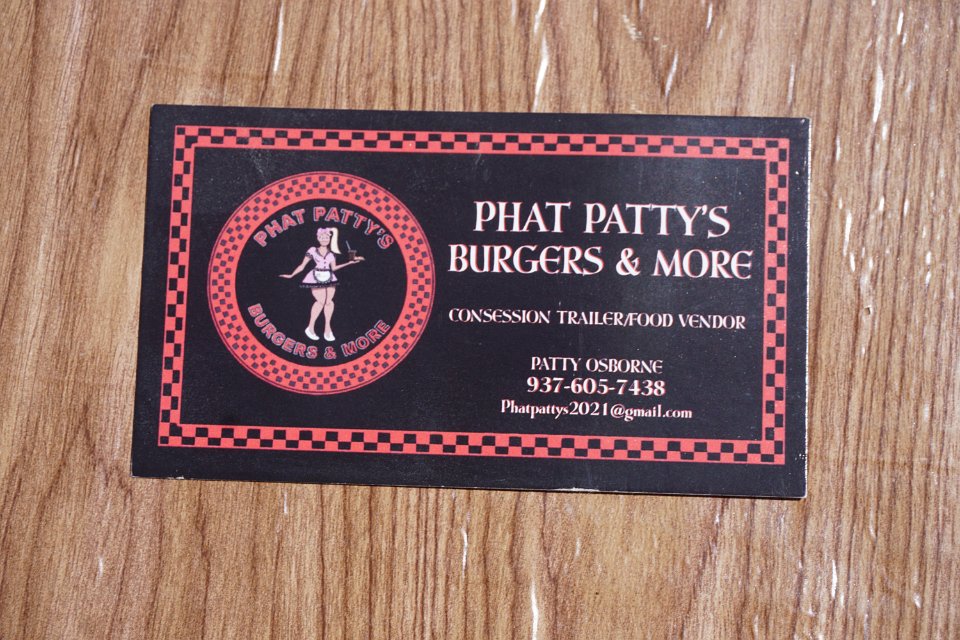 PHAT PATTY'S
BURGERS & MORE
PHAT PATTY'S
BURGERS & MORE
CONSESSION TRAILER/FOOD VENDOR
PATTY OSBORNE
937-605-7438
Phatpattys2021@gmail.com